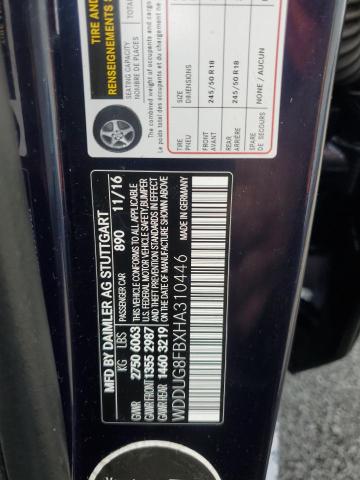 TIRE AND
RENSEIGNEMENTS S
SEATING CAPACITY
NOMBRE DE PLACES
The combined weight of occupants and cargo
Le poids total des occupants et du charg
TIRE
PNEU
SIZE
DIMENSIONS
FRONT
AVANT
245/50 R18
REAR
ARRIÈRE
245/50 R18
SPARE
DE SECOURS
NONE / AUCUN
MFD BY DAIMLER AG STUTTGART
PASSENGER CAR 890 11/16
KG LBS
GVWR 2750 6063
GAWR FRONT 1355 2987
GAWR REAR 1460 3219
THIS VEHICLE CONFORMS TO ALL APPLICABLE
U.S. FEDERAL MOTOR VEHICLE SAFETY, BUMPER
AND THEFT PREVENTION STANDARDS IN EFFECT
ON THE DATE OF MANUFACTURE SHOWN ABOVE
MADE IN GERMANY
WDDUG8FBXHA310446